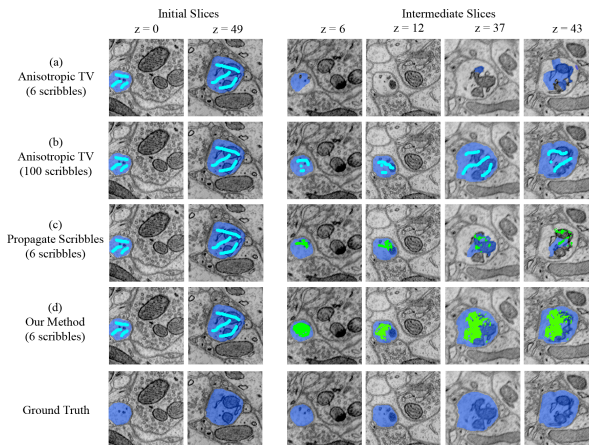 Initial Slices
Intermediate Slices
z = 0
z = 49
z = 6
z = 12
z = 37
z = 43
(a)
Anisotropic TV
(6 scribbles)
(b)
Anisotropic TV
(100 scribbles)
(c)
Propagate Scribbles
(6 scribbles)
(d)
Our Method
(6 scribbles)
Ground Truth